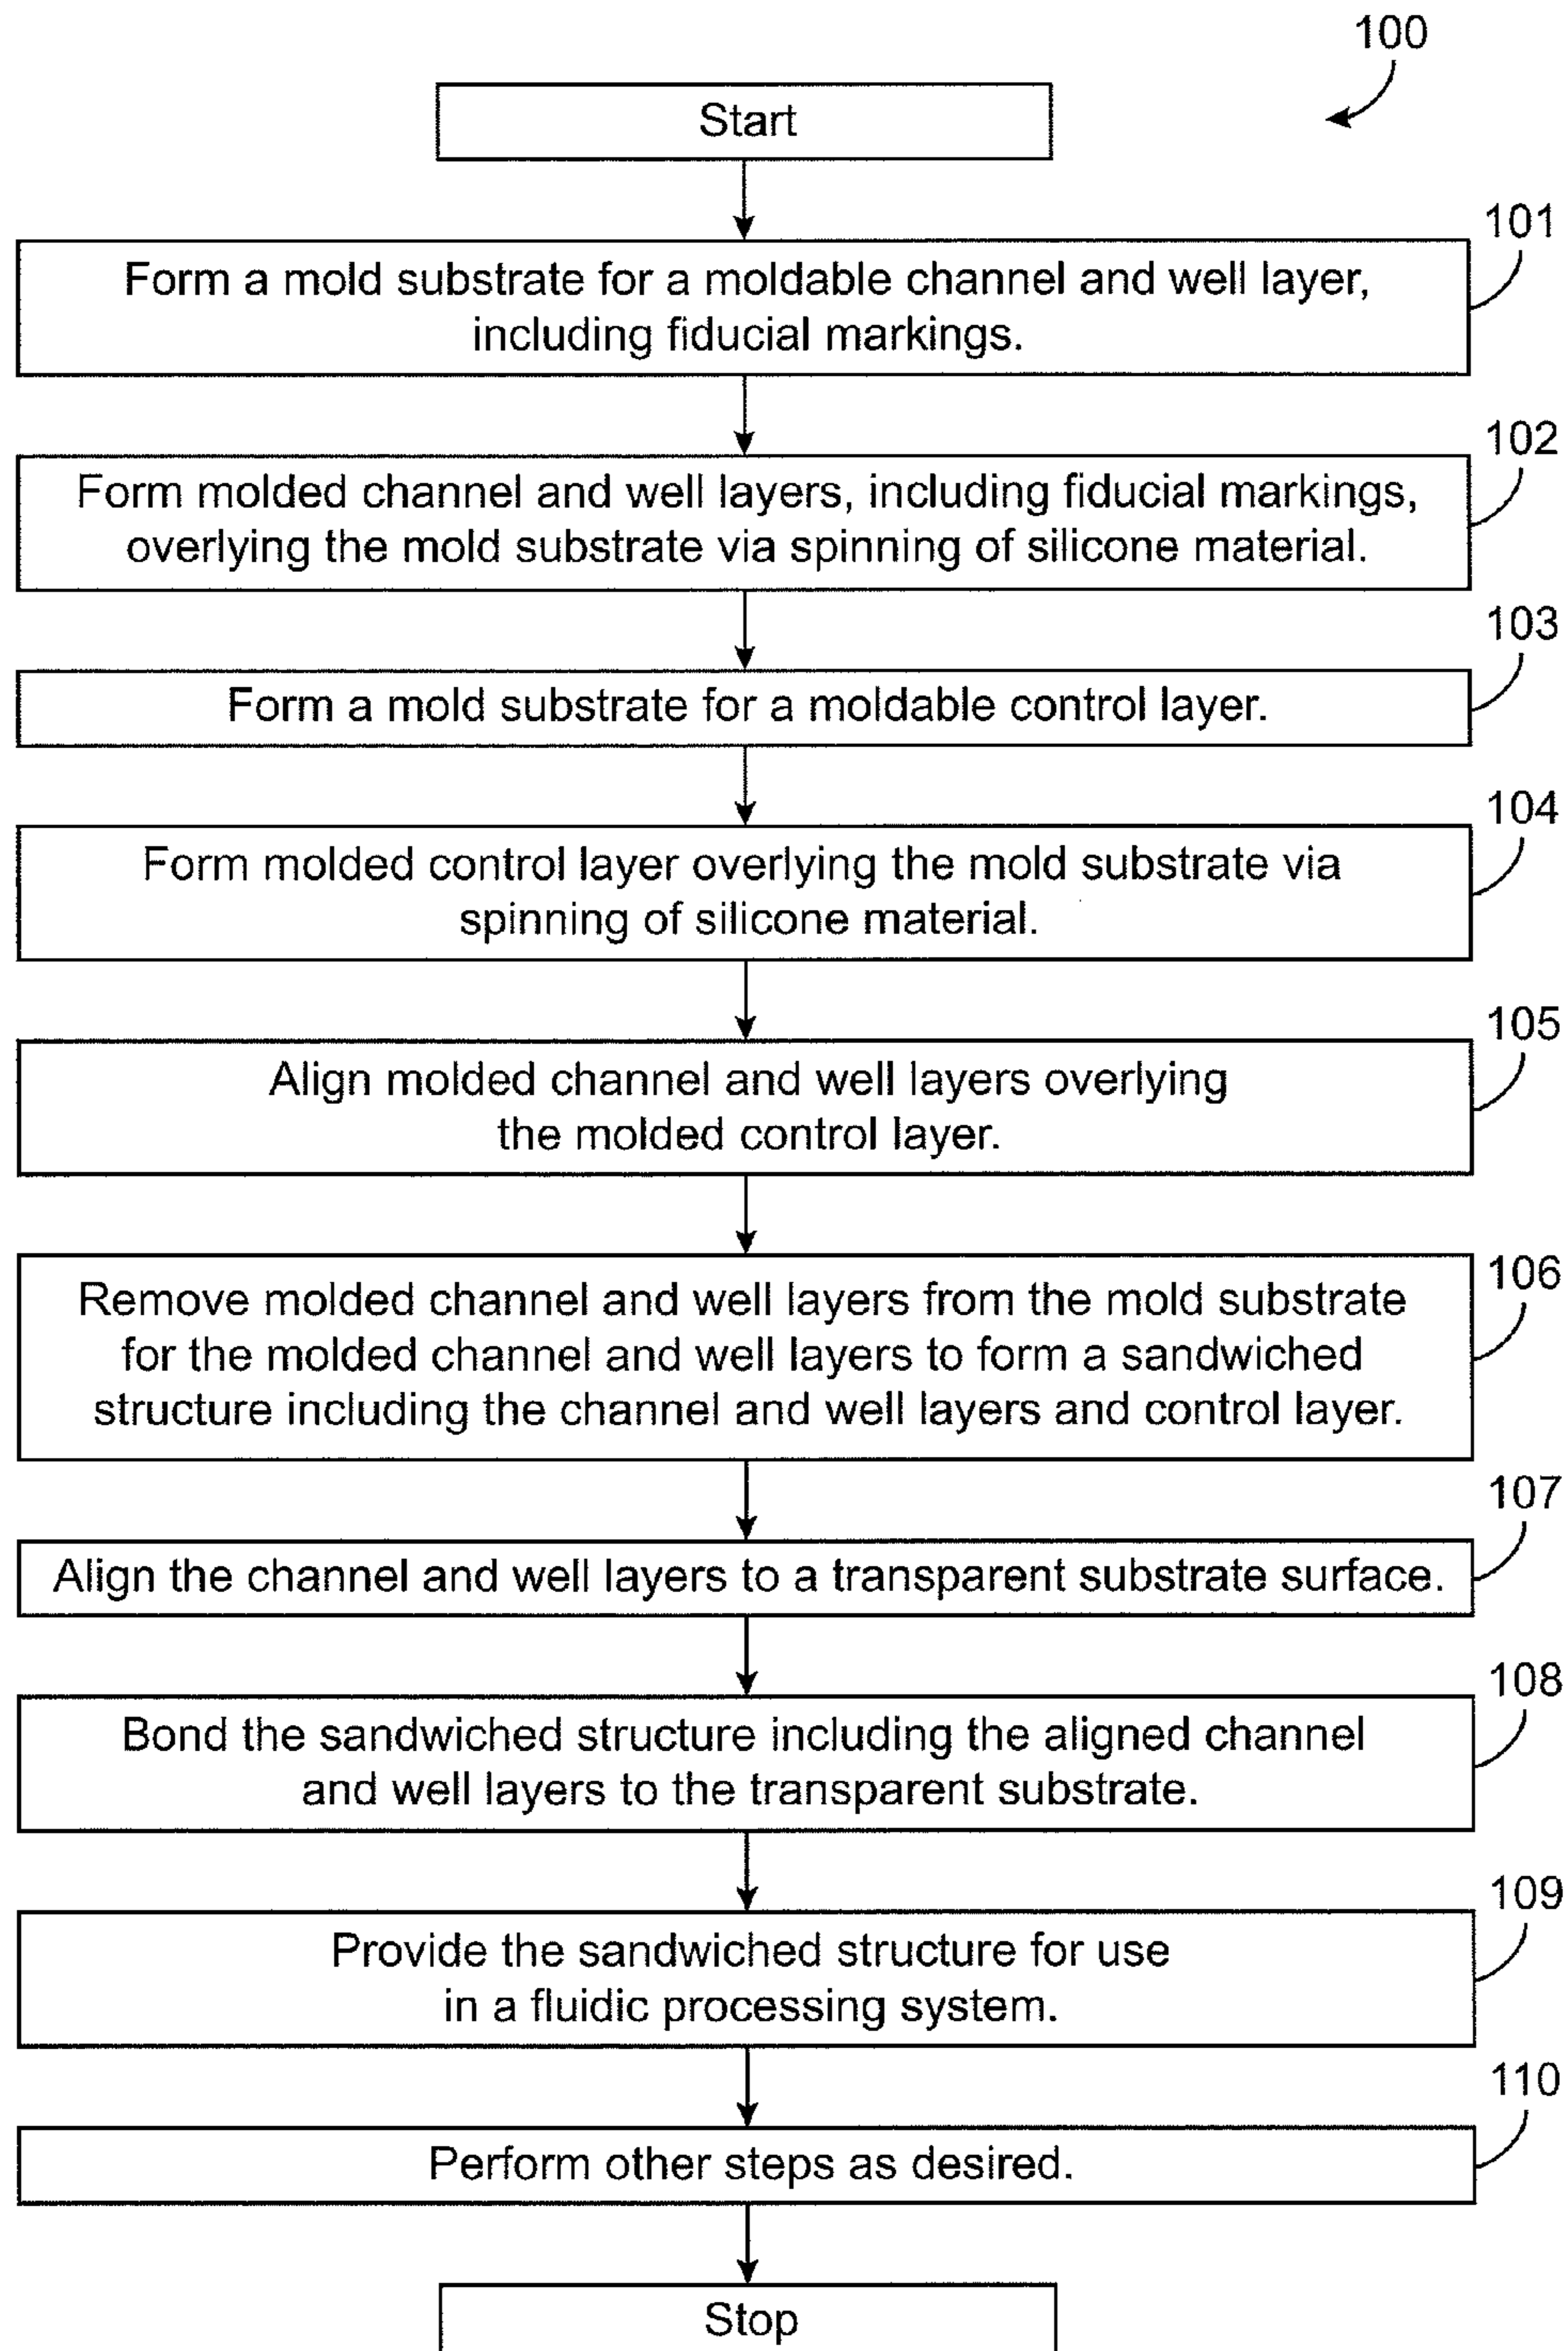 100
Start
101
Form a mold substrate for a moldable channel and well layer,
including fiducial markings.
102
Form molded channel and well layers, including fiducial markings,
overlying the mold substrate via spinning of silicone material.
103
Form a mold substrate for a moldable control layer.
104
Form molded control layer overlying the mold substrate via
spinning of silicone material.
105
Align molded channel and well layers overlying
the molded control layer.
106
Remove molded channel and well layers from the mold substrate
for the molded channel and well layers to form a sandwiched
structure including the channel and well layers and control layer.
107
Align the channel and well layers to a transparent substrate surface.
108
Bond the sandwiched structure including the aligned channel
and well layers to the transparent substrate.
109
Provide the sandwiched structure for use
in a fluidic processing system.
110
Perform other steps as desired.
Stop